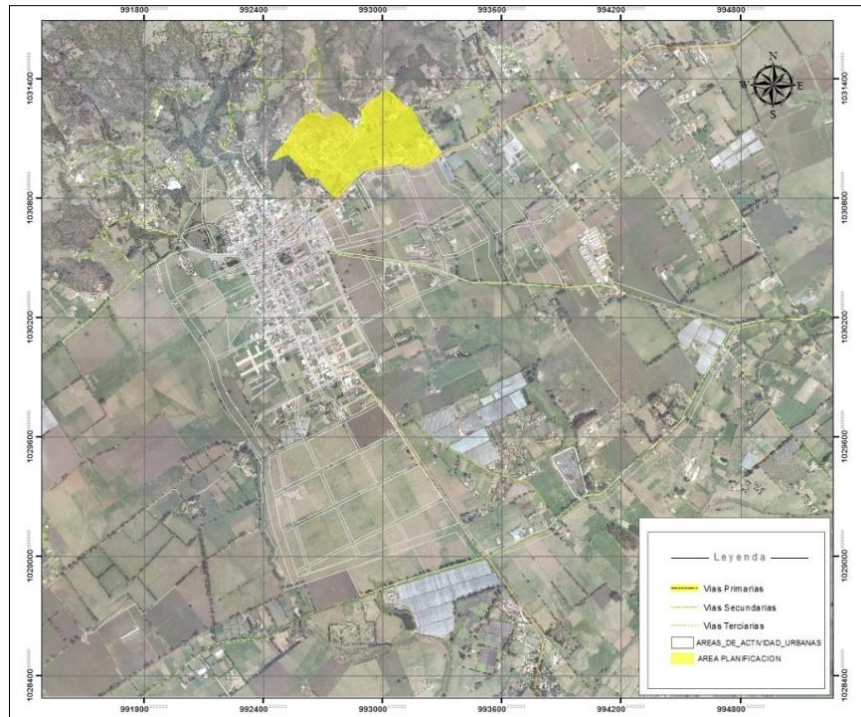 991800 992400 993000 993600 994200 994800
N
W E
S
1031400 1031400
1030800 1030800
1030200 1030200
1029600 1029600
1029000 1029000
1028400 1028400
Leyenda
Vias Primarias
Vias Secundarias
Vias Terciarias
AREAS_DE_ACTIVIDAD_URBANAS
AREA PLANIFICACION
991800 992400 993000 993600 994200 994800